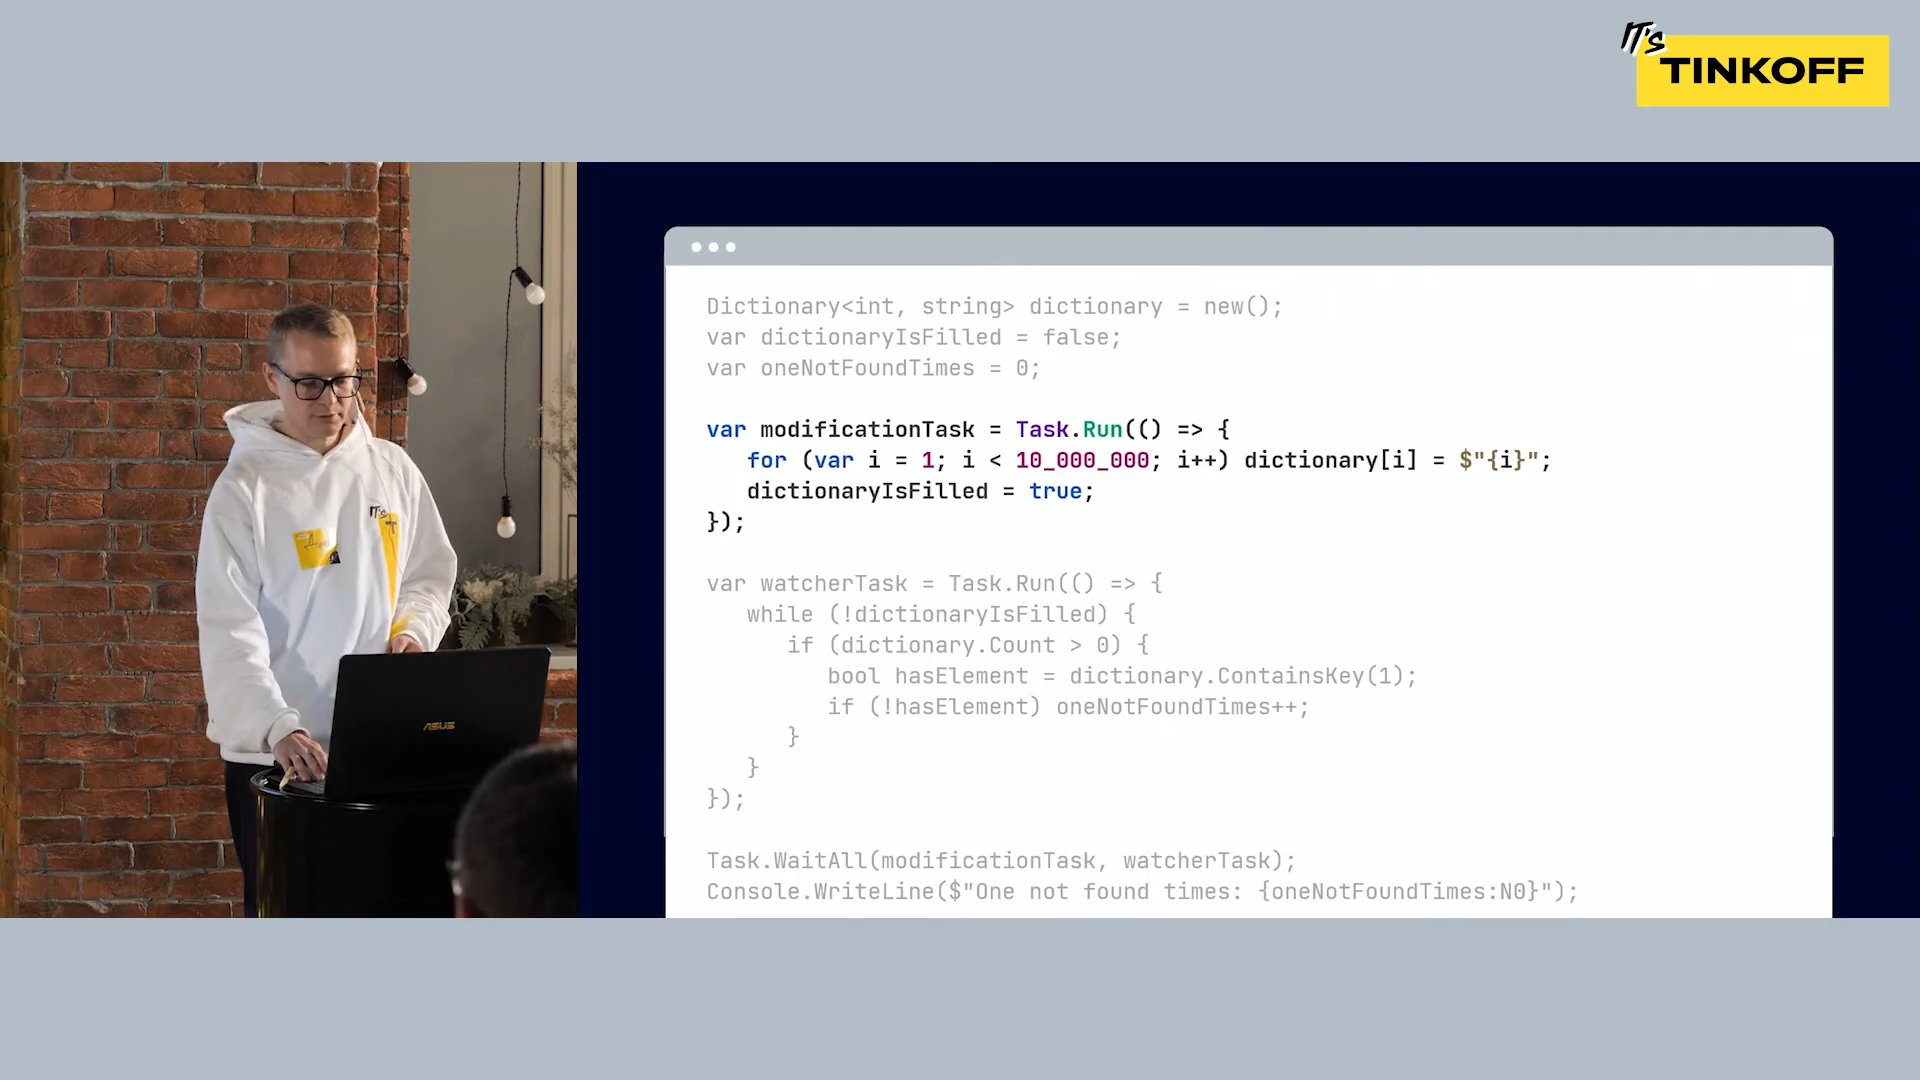 IT's
TINKOFF
Dictionary<int, string> dictionary = new();
var dictionaryIsFilled = false;
var oneNotFoundTimes = 0;
var modificationTask = Task.Run(() => {
for (var i = 1; i < 10_000_000; i++) dictionary[i] = $"{i}";
dictionaryIsFilled = true;
});
var watcherTask = Task.Run(() => {
while (!dictionaryIsFilled) {
if (dictionary.Count > 0) {
bool hasElement = dictionary.ContainsKey(1);
if (!hasElement) oneNotFoundTimes++;
}
}
});
Task.WaitAll(modificationTask, watcherTask);
Console.WriteLine($"One not found times: {oneNotFoundTimes:N0}");
IT's
ASUS